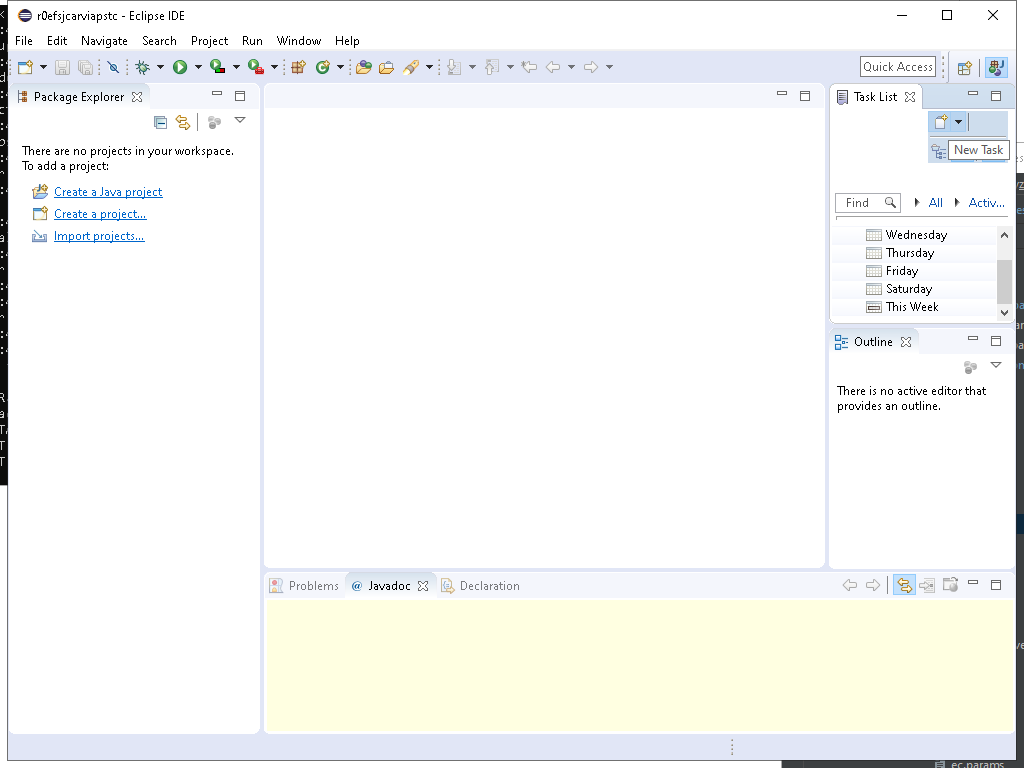 r0efsjcarviapstc - Eclipse IDE
File Edit Navigate Search Project Run Window Help
Quick Access
Package Explorer
There are no projects in your workspace.
To add a project:
Create a Java project
Create a project...
Import projects...
Task List
New Task
Find All Activ...
Wednesday
Thursday
Friday
Saturday
This Week
Outline
There is no active editor that
provides an outline.
Problems @ Javadoc Declaration
ec.params